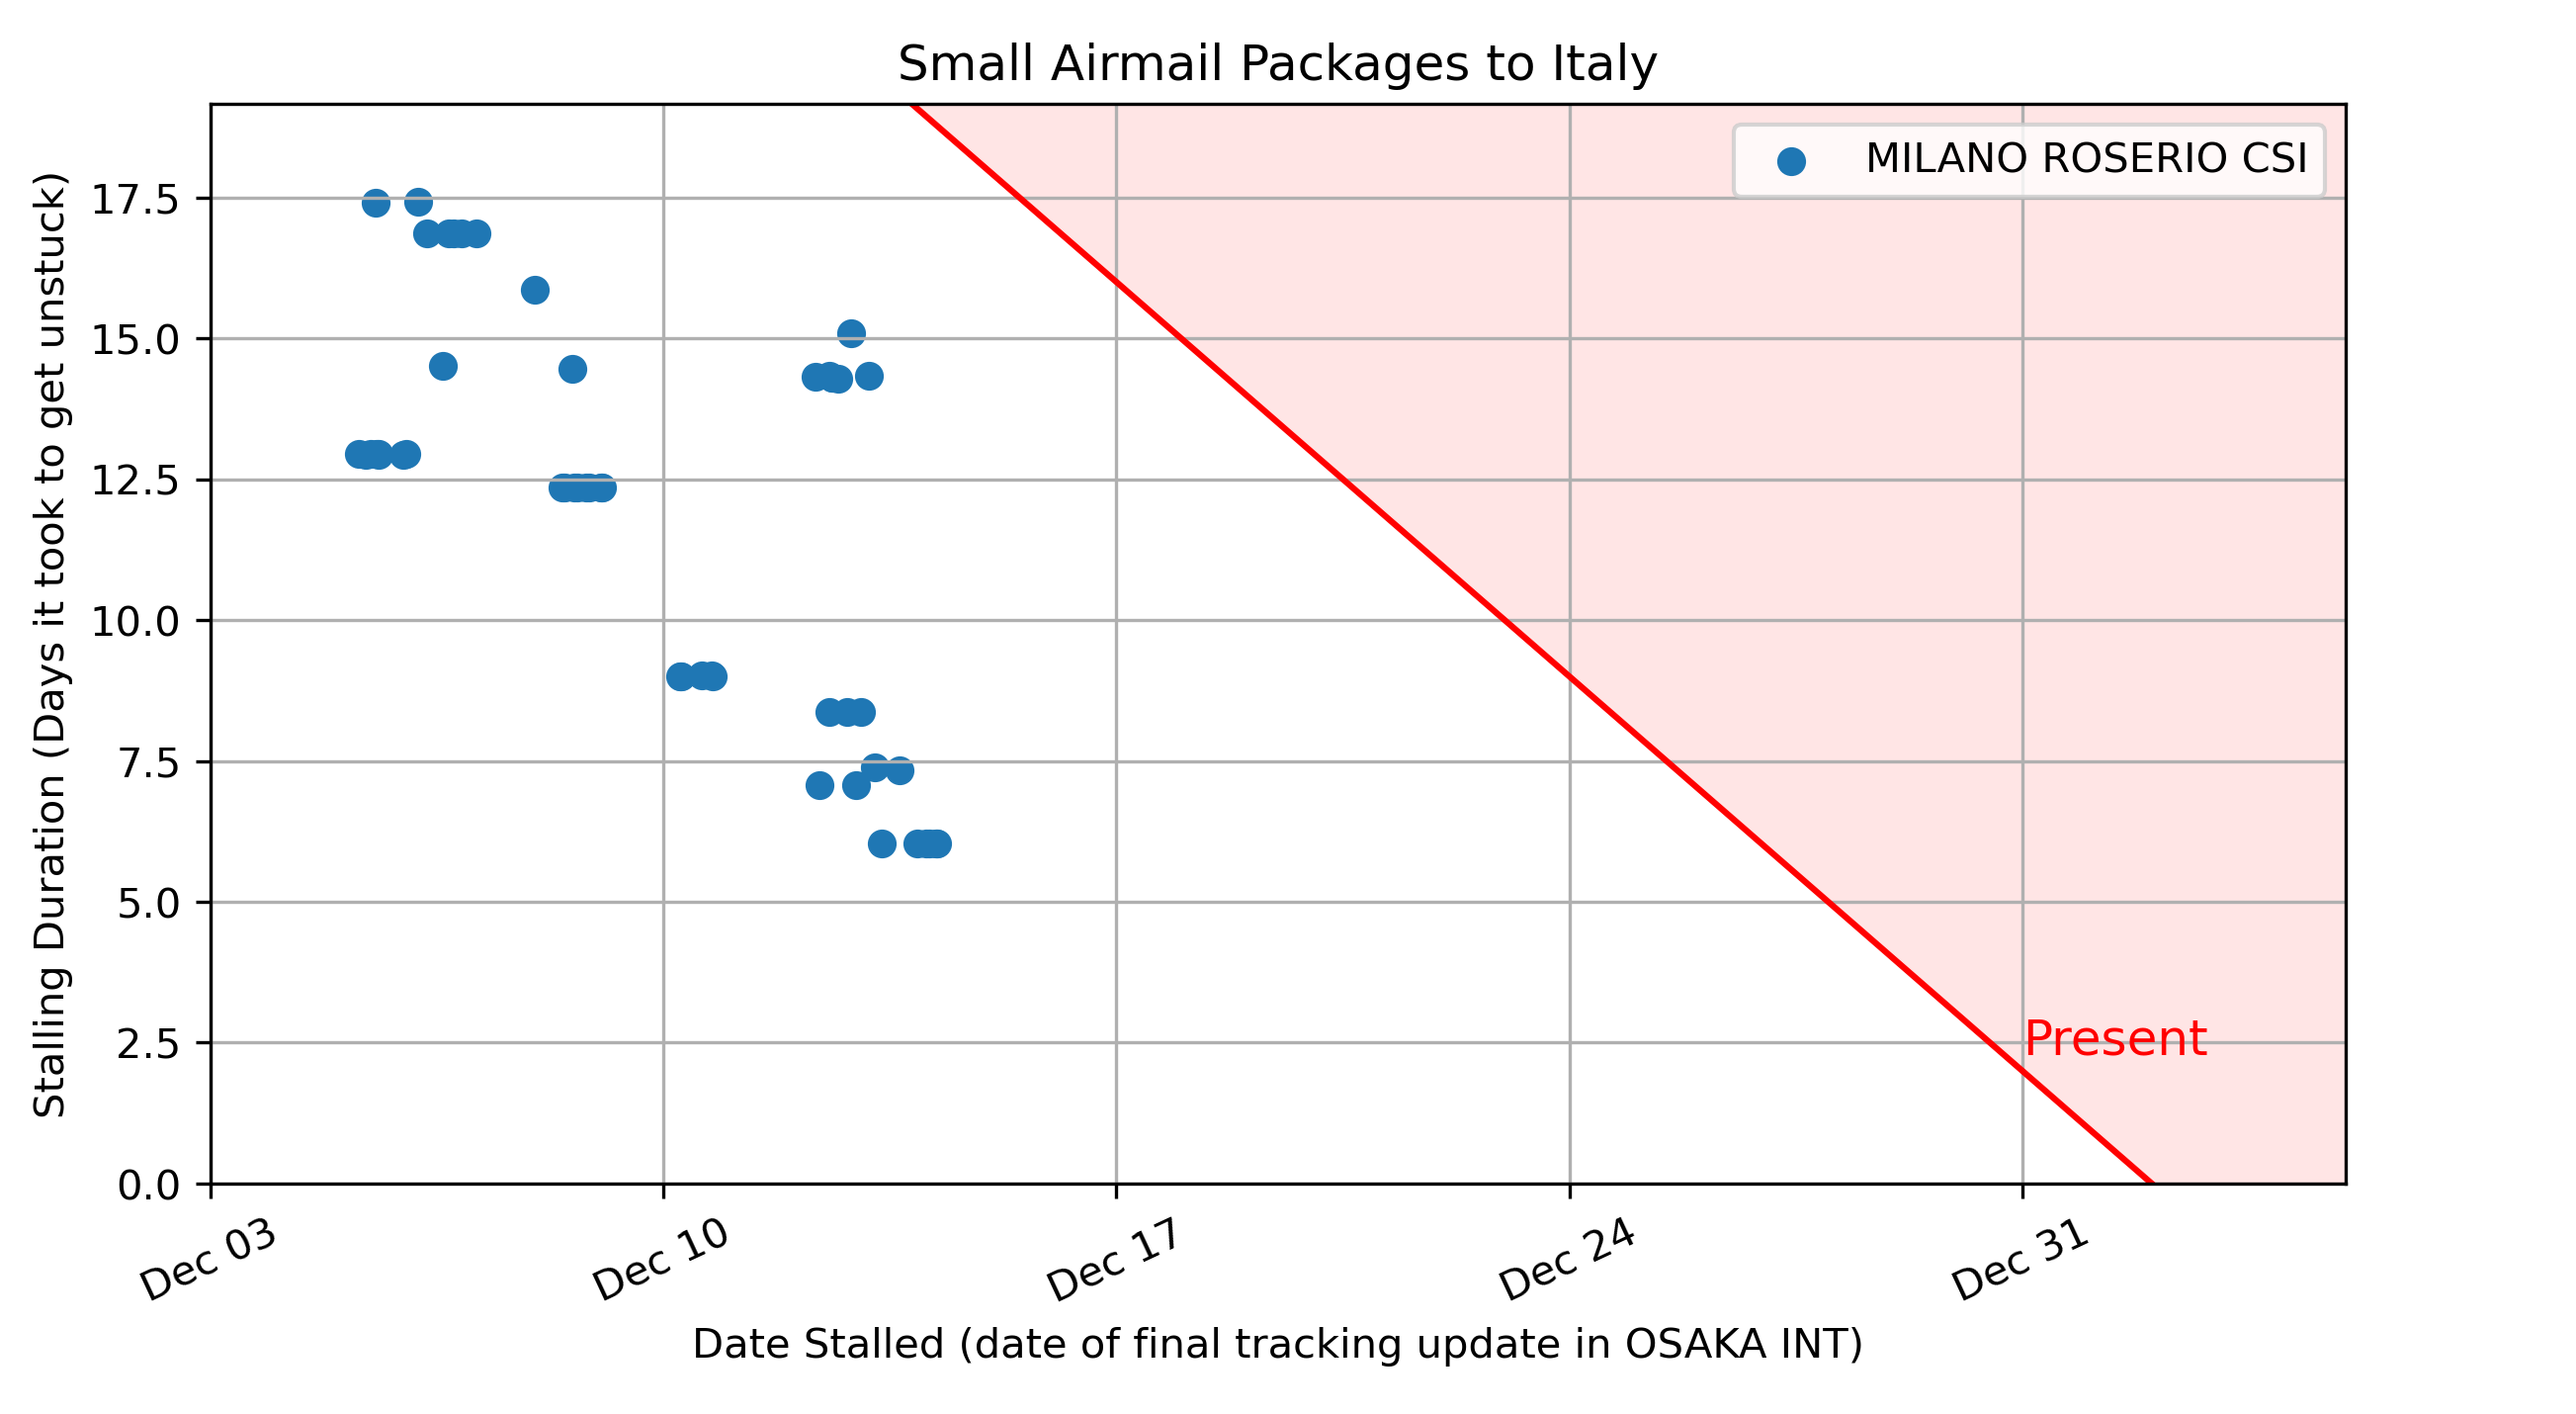 Small Airmail Packages to Italy
MILANO ROSERIO CSI
Stalling Duration (Days it took to get unstuck)
17.5
15.0
12.5
10.0
7.5
5.0
2.5
0.0
Present
Dec 03
Dec 10
Dec 17
Dec 24
Dec 31
Date Stalled (date of final tracking update in OSAKA INT)